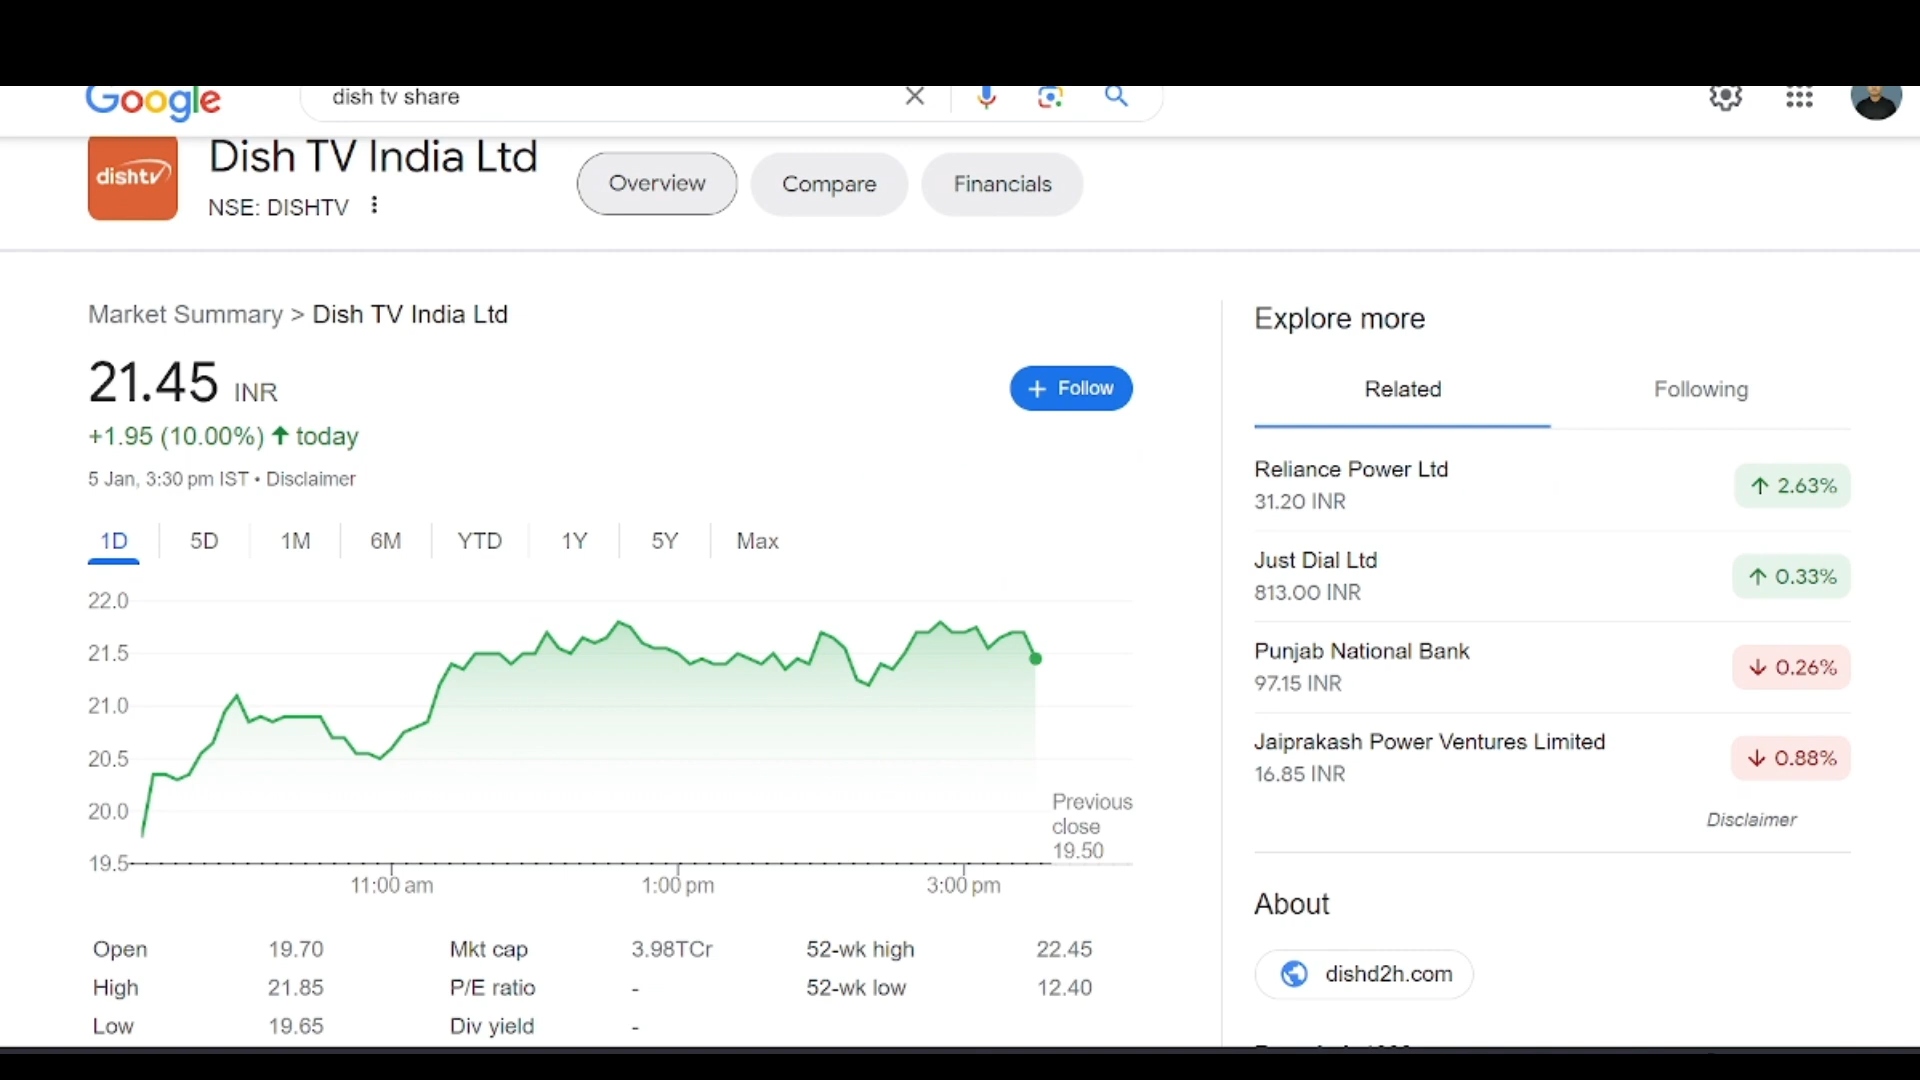 Google
dish tv share
dishtv
Dish TV India Ltd
NSE: DISHTV
Overview
Compare
Financials
Market Summary > Dish TV India Ltd
21.45 INR
+1.95 (10.00%) ↑ today
5 Jan, 3:30 pm IST • Disclaimer
+ Follow
1D 5D 1M 6M YTD 1Y 5Y Max
22.0
21.5
21.0
20.5
20.0
19.5
Previous
close
19.50
11:00 am 1:00 pm 3:00 pm
Open 19.70 Mkt cap 3.98TCr 52-wk high 22.45
High 21.85 P/E ratio - 52-wk low 12.40
Low 19.65 Div yield -
Explore more
Related Following
Reliance Power Ltd
31.20 INR
↑ 2.63%
Just Dial Ltd
813.00 INR
↑ 0.33%
Punjab National Bank
97.15 INR
↓ 0.26%
Jaiprakash Power Ventures Limited
16.85 INR
↓ 0.88%
Disclaimer
About
dishd2h.com